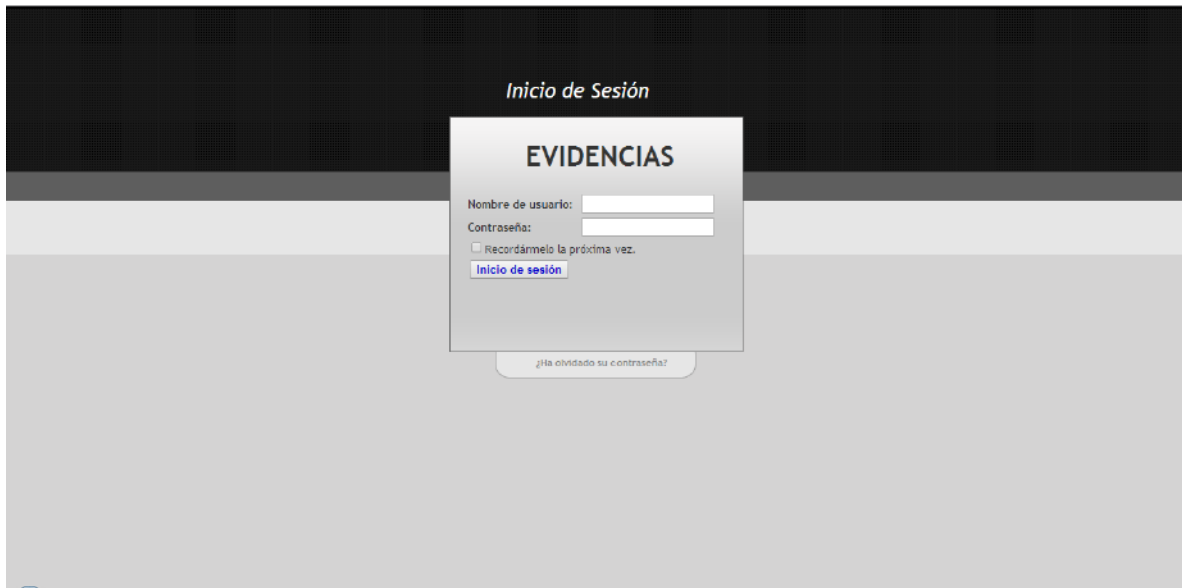 Inicio de Sesión
EVIDENCIAS
Nombre de usuario:
Contraseña:
Recordármelo la próxima vez.
Inicio de sesión
¿Ha olvidado su contraseña?